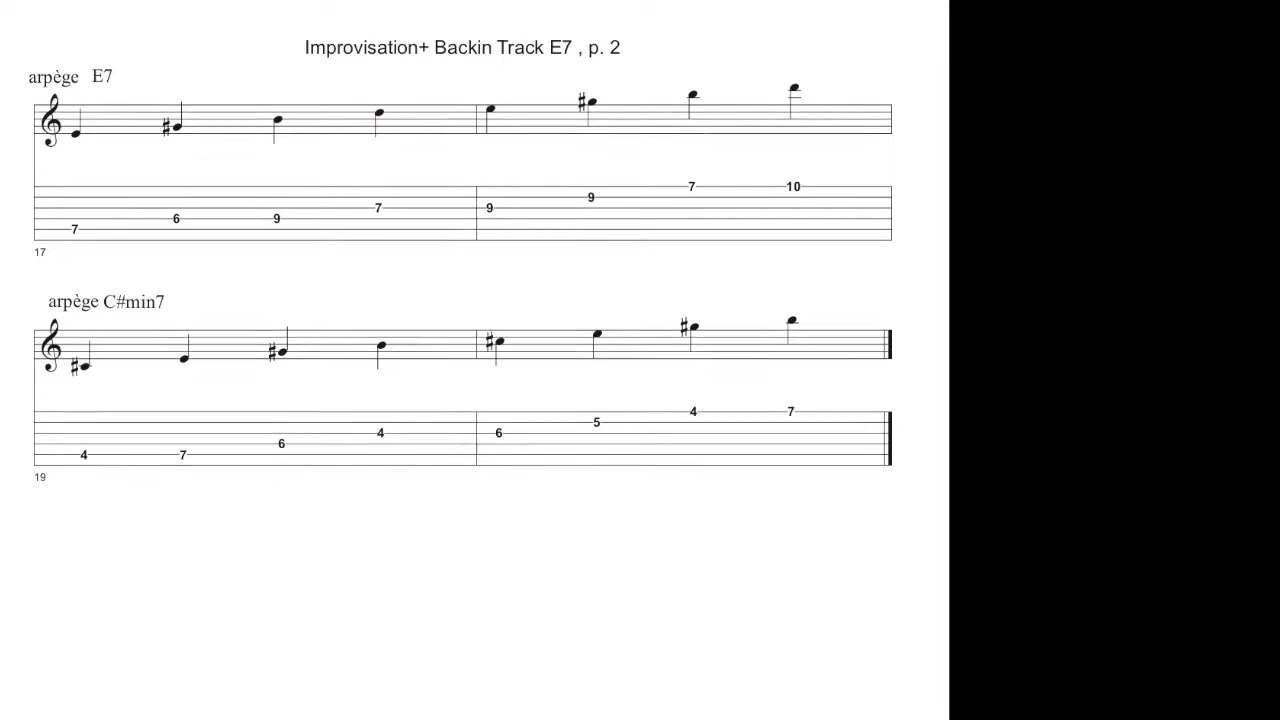 Improvisation+ Backin Track E7 , p. 2
arpège E7
7 6 9 7 9 9 7 10
17
arpège C#min7
4 7 6 4 6 5 4 7
19